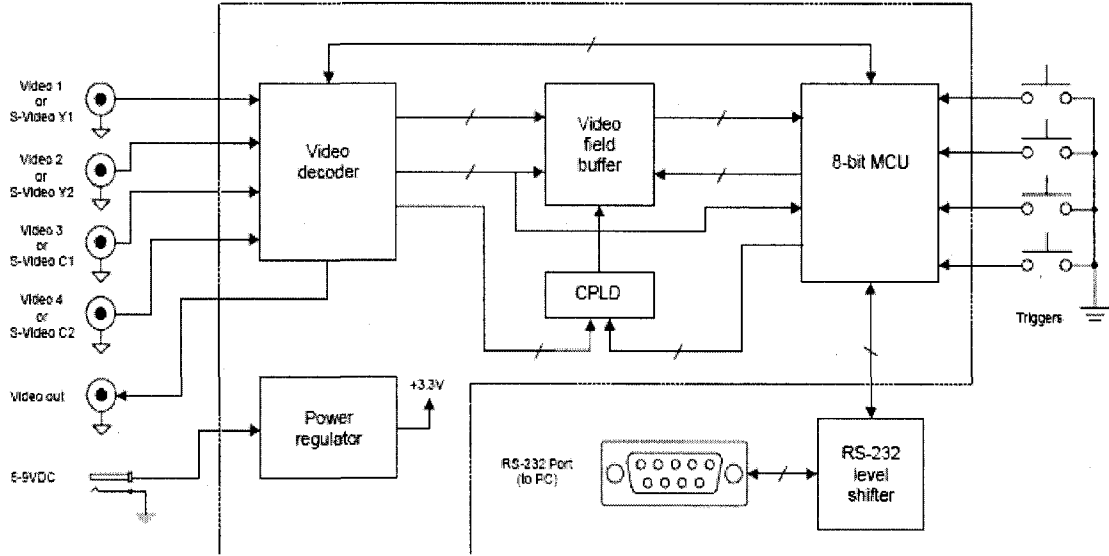 Video 1
or
S-Video Y1
Video 2
or
S-Video Y2
Video 3
or
S-Video C1
Video 4
or
S-Video C2
Video out
Video
decoder
Video
field
buffer
8-bit MCU
CPLD
Triggers
+3.3V
Power
regulator
RS-232 Port
(to PC)
RS-232
level
shifter